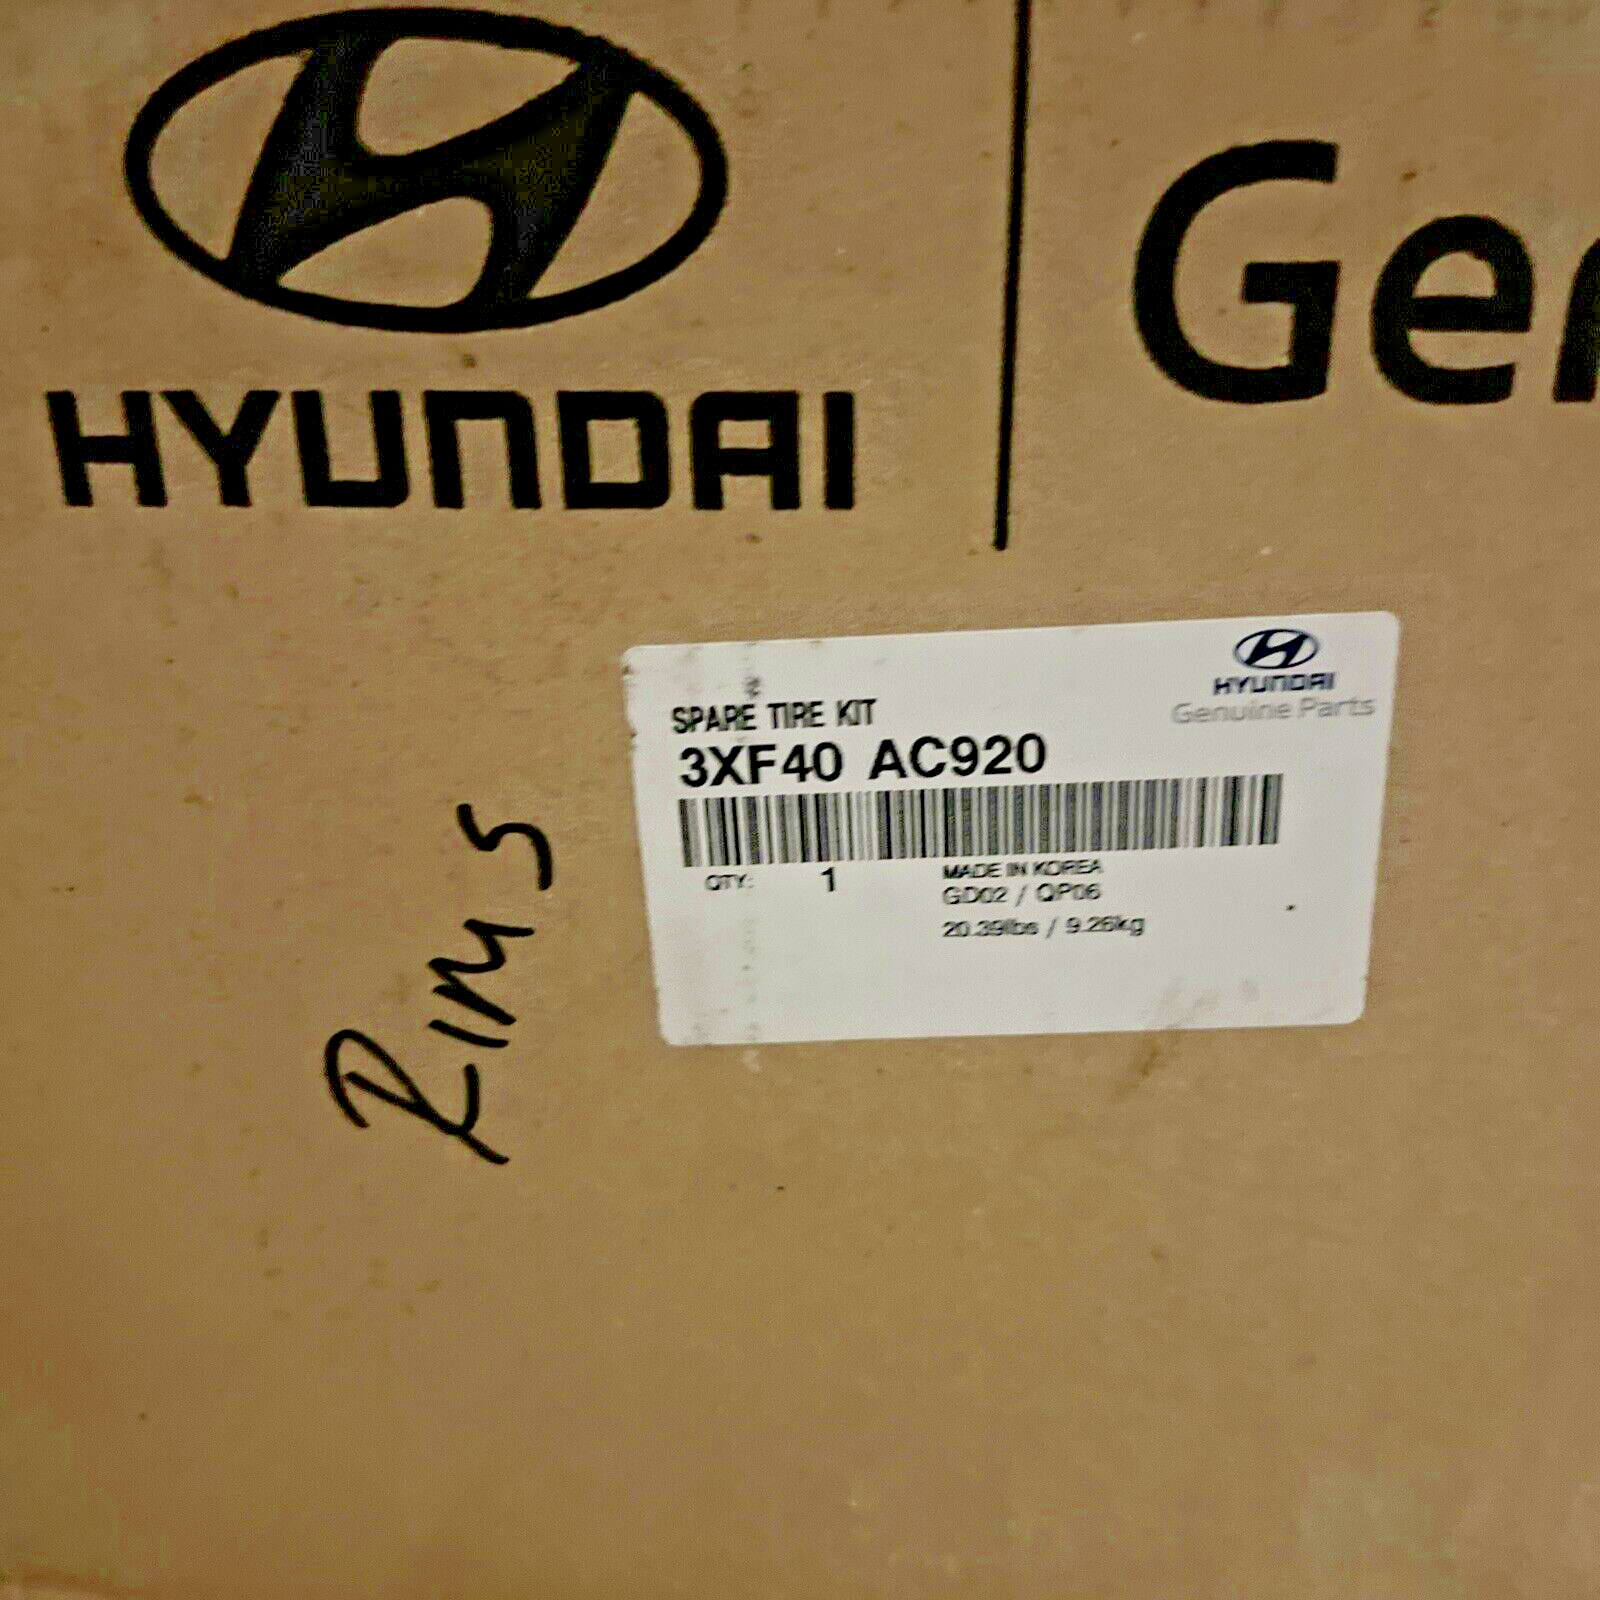 HYUNDAI
Gen
HYUNDAI
Genuine Parts
SPARE TIRE KIT
3XF40 AC920
QTY: 1
MADE IN KOREA
GD02 / QP06
20.39lbs / 9.26kg
RIMS